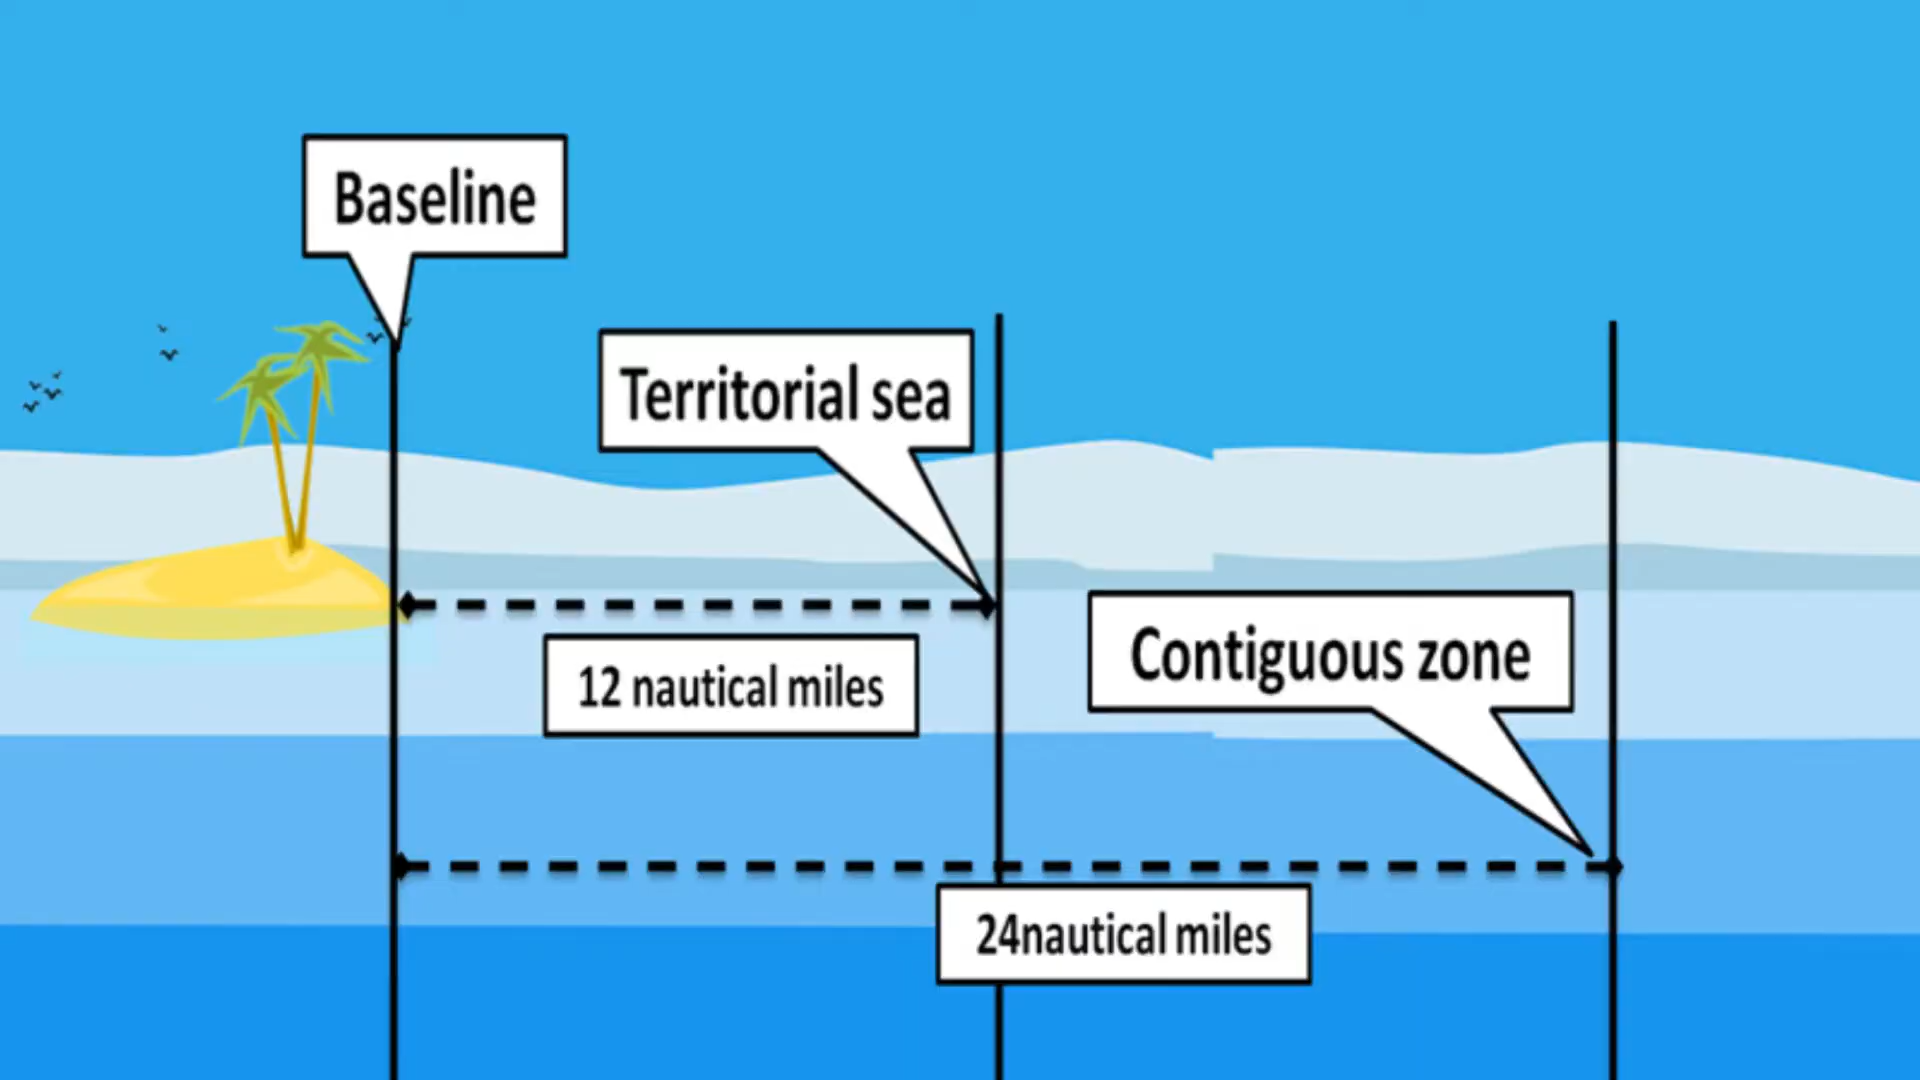 Baseline
Territorial sea
12 nautical miles
Contiguous zone
24nautical miles